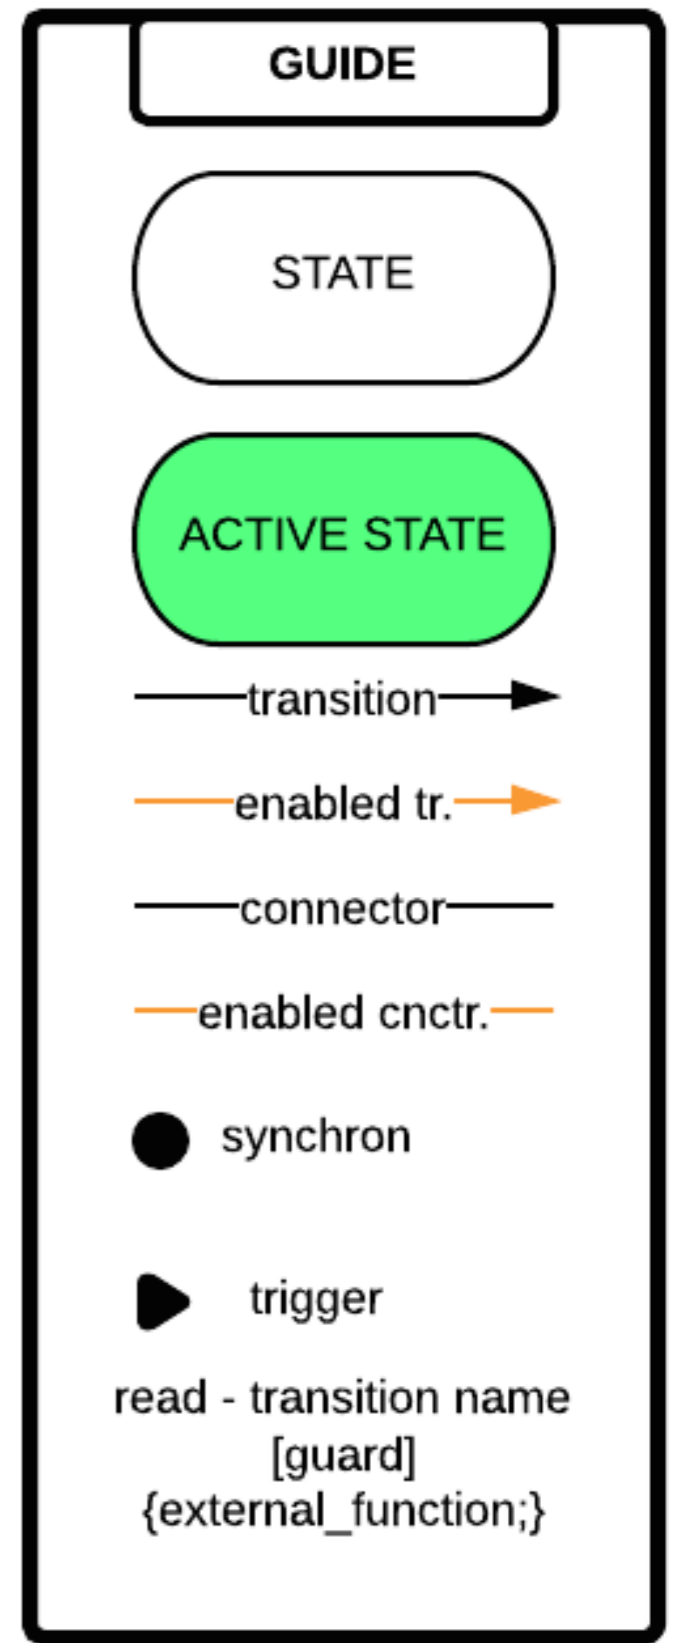 GUIDE
STATE
ACTIVE STATE
transition
enabled tr.
connector
enabled cnctr.
synchron
trigger
read - transition name
[guard]
{external_function;}